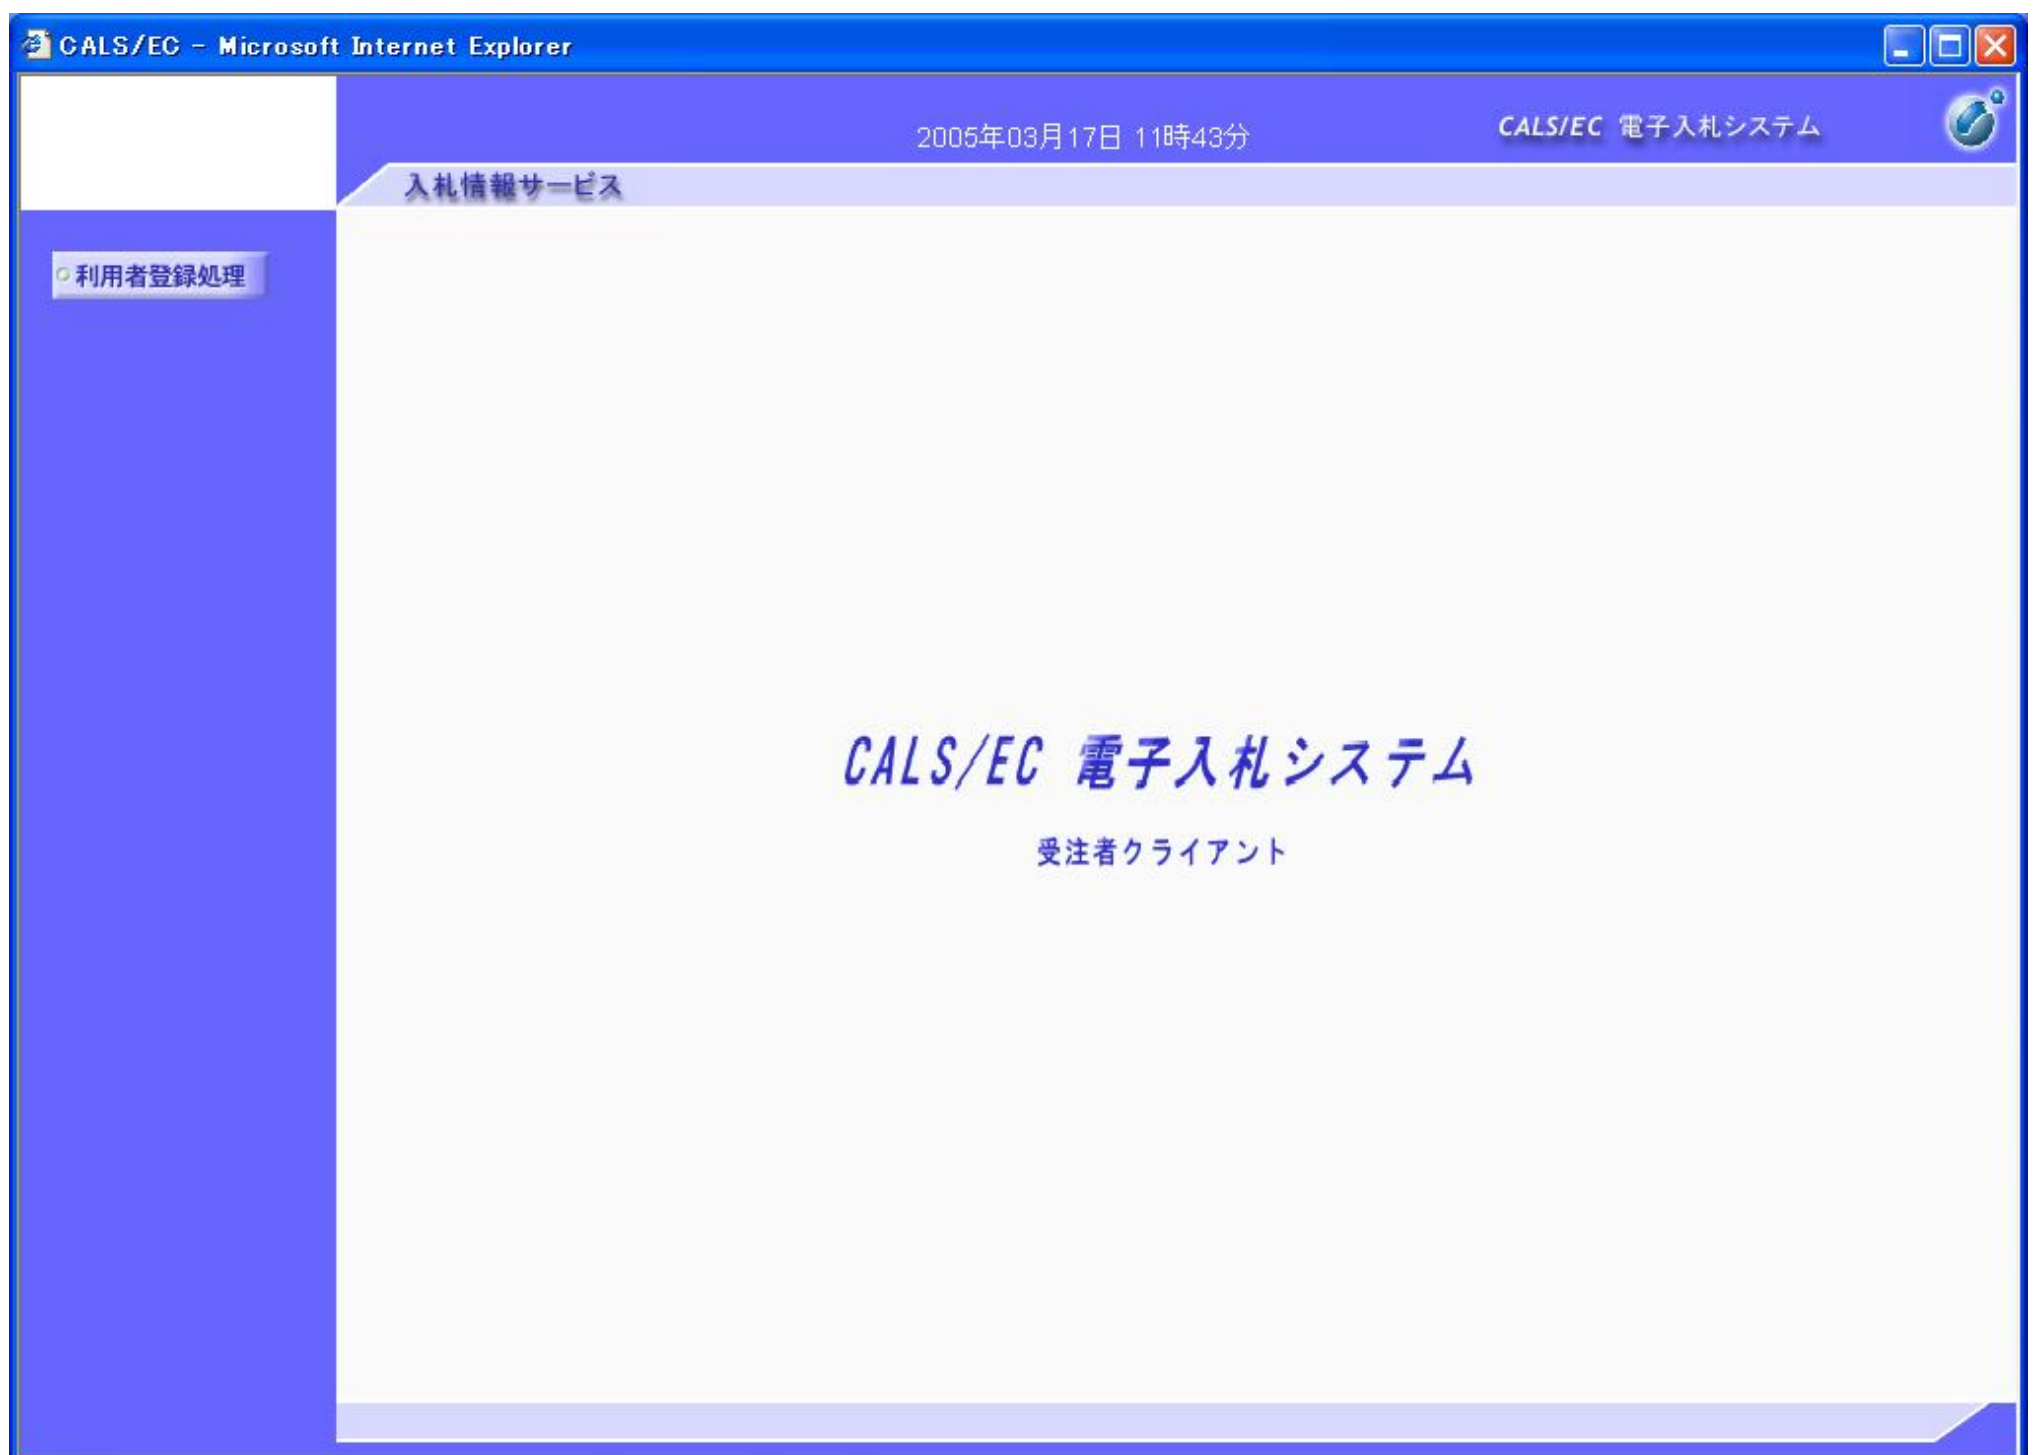 CALS/EC - Microsoft Internet Explorer
2005年03月17日 11時43分
CALS/EC 電子入札システム
入札情報サービス
利用者登録処理
CALS/EC 電子入札システム
受注者クライアント